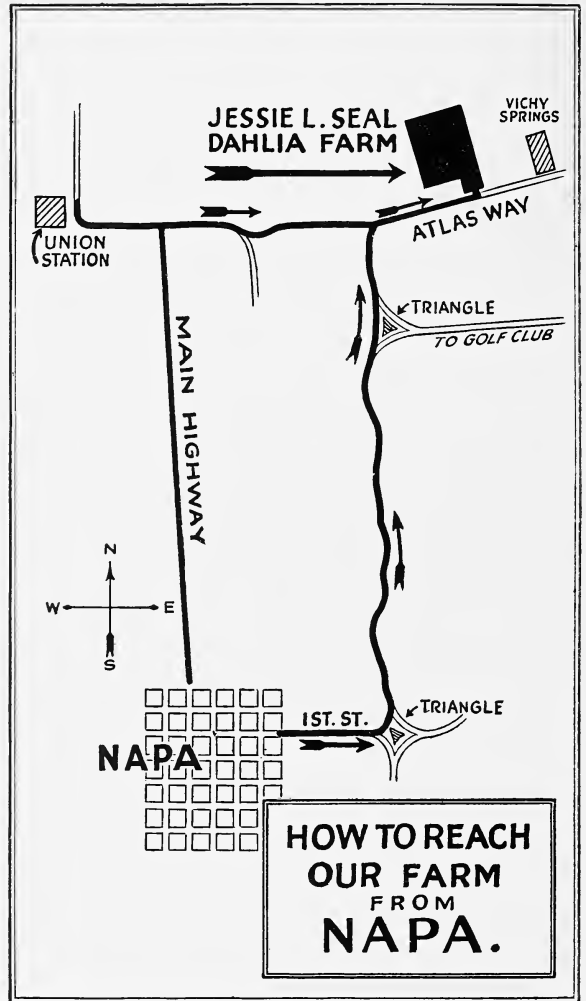 JESSIE L. SEAL
DAHLIA FARM
VICHY
SPRINGS
ATLAS WAY
UNION
STATION
TRIANGLE
TO GOLF CLUB
MAIN HIGHWAY
N
W E
S
1ST. ST.
TRIANGLE
NAPA
HOW TO REACH
OUR FARM
FROM
NAPA.